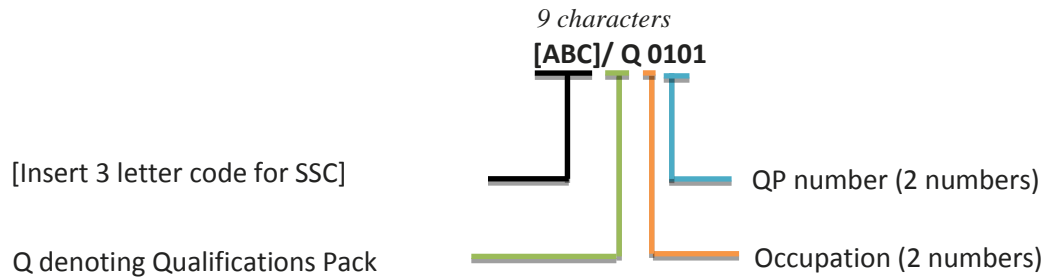 9 characters
[ABC]/ Q 0101
[Insert 3 letter code for SSC]
QP number (2 numbers)
Q denoting Qualifications Pack
Occupation (2 numbers)